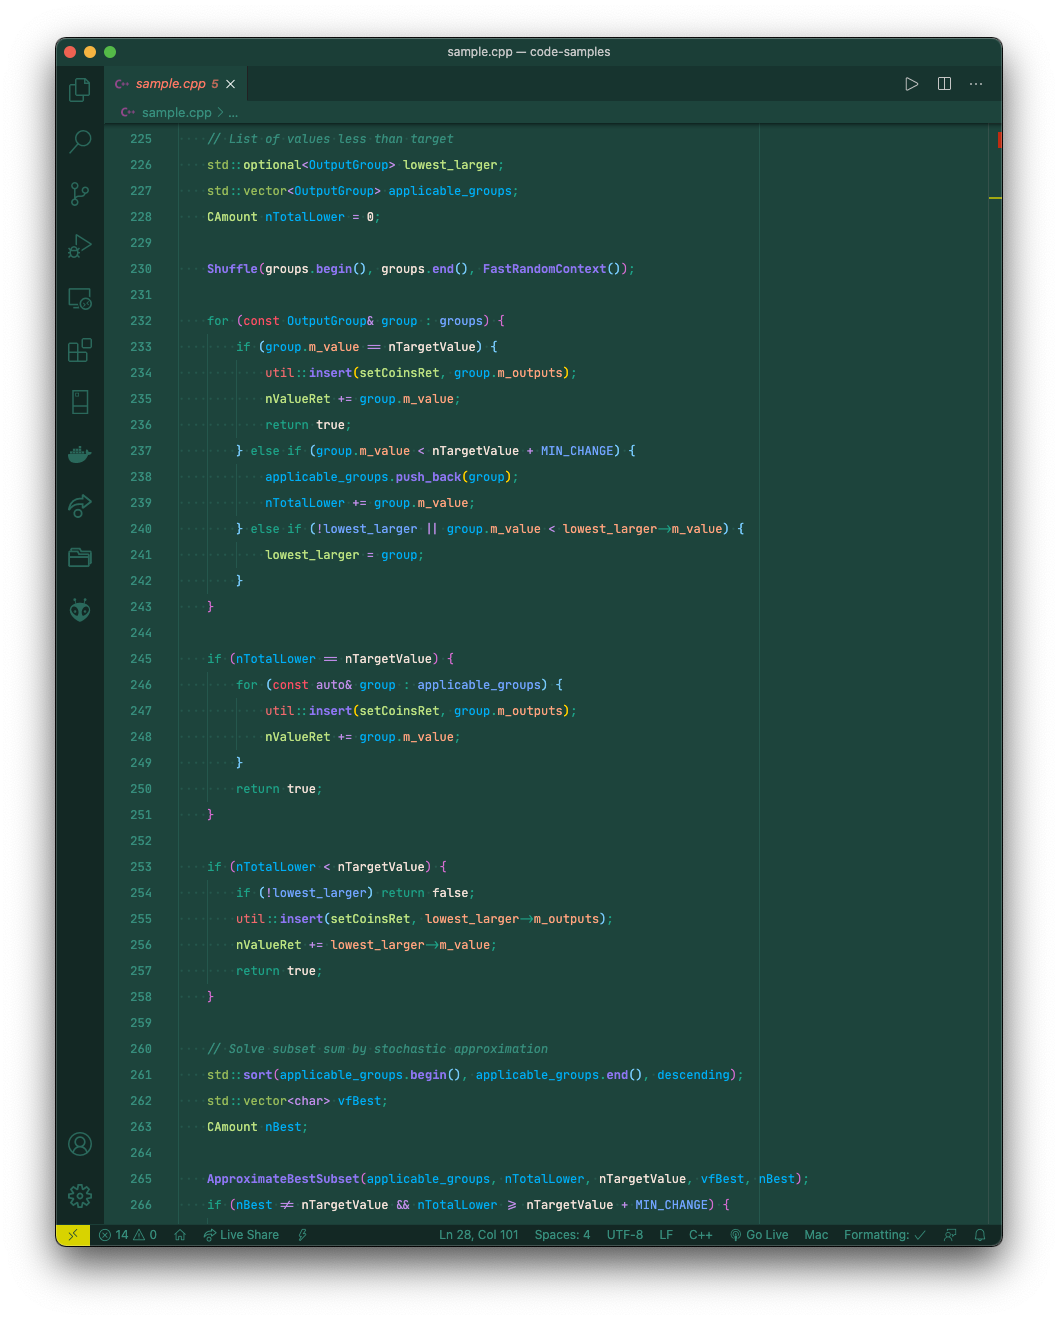 sample.cpp — code-samples
C++ sample.cpp 5
C++ sample.cpp > ...
225 // List of values less than target
226 std::optional<OutputGroup> lowest_larger;
227 std::vector<OutputGroup> applicable_groups;
228 CAmount nTotalLower = 0;
229
230 Shuffle(groups.begin(), groups.end(), FastRandomContext());
231
232 for (const OutputGroup& group : groups) {
233 if (group.m_value == nTargetValue) {
234 util::insert(setCoinsRet, group.m_outputs);
235 nValueRet += group.m_value;
236 return true;
237 } else if (group.m_value < nTargetValue + MIN_CHANGE) {
238 applicable_groups.push_back(group);
239 nTotalLower += group.m_value;
240 } else if (!lowest_larger || group.m_value < lowest_larger->m_value) {
241 lowest_larger = group;
242 }
243 }
244
245 if (nTotalLower == nTargetValue) {
246 for (const auto& group : applicable_groups) {
247 util::insert(setCoinsRet, group.m_outputs);
248 nValueRet += group.m_value;
249 }
250 return true;
251 }
252
253 if (nTotalLower < nTargetValue) {
254 if (!lowest_larger) return false;
255 util::insert(setCoinsRet, lowest_larger->m_outputs);
256 nValueRet += lowest_larger->m_value;
257 return true;
258 }
259
260 // Solve subset sum by stochastic approximation
261 std::sort(applicable_groups.begin(), applicable_groups.end(), descending);
262 std::vector<char> vfBest;
263 CAmount nBest;
264
265 ApproximateBestSubset(applicable_groups, nTotalLower, nTargetValue, vfBest, nBest);
266 if (nBest != nTargetValue && nTotalLower >= nTargetValue + MIN_CHANGE) {
14 0 Live Share Ln 28, Col 101 Spaces: 4 UTF-8 LF C++ Go Live Mac Formatting: ✓